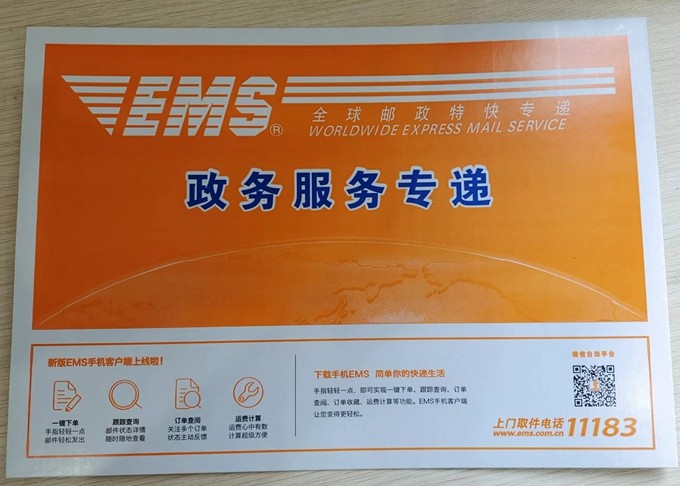 EMS®
全球邮政特快专递
WORLDWIDE EXPRESS MAIL SERVICE
政务服务专递
新版EMS手机客户端上线啦！
一键下单
手指轻轻一点
邮件轻松发出
跟踪查询
邮件状态详情
随时随地查看
订单查阅
关注多个订单
状态主动反馈
运费计算
运费心中有数
计算超级方便
下载手机EMS 简单你的快递生活
手指轻轻一点，即可实现一键下单、跟踪查询、订单
查阅、订单收藏、运费计算等功能。EMS手机客户端
让您变得更轻松。
微信自助平台
上门取件电话 11183
www.ems.com.cn